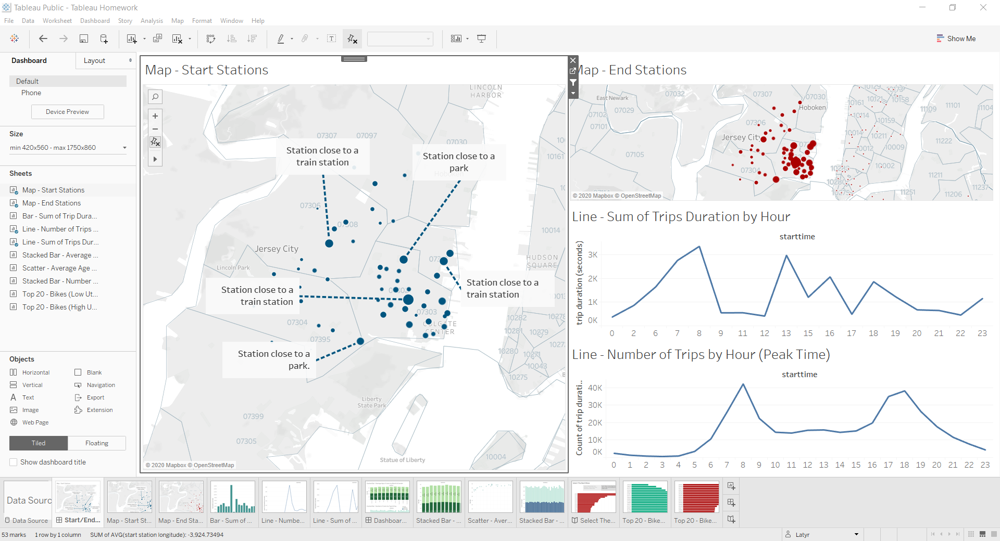 Tableau Public - Tableau Homework
File Data Worksheet Dashboard Story Analysis Map Format Window Help
Show Me
Dashboard
Layout
Default
Phone
Device Preview
Size
min 420x560 - max 1750x860
Sheets
Map - Start Stations
Map - End Stations
Bar - Sum of Trip Dura...
Line - Number of Trips ...
Line - Sum of Trips Dur...
Stacked Bar - Average ...
Scatter - Average Age ...
Stacked Bar - Number ...
Top 20 - Bikes (Low Ut...
Top 20 - Bikes (High U...
Objects
Horizontal Blank
Vertical Navigation
Text Export
Image Extension
Web Page
Tiled Floating
Show dashboard title
Map - Start Stations
LINCOLN
HARBOR
07307
07097
07030
10161
Station close to a
train station
Station close to a
park
07306
07308
10014
Jersey City
Lincoln Park
HUDSON
SQUARE
Station close to a
train station
Station close to a
train station
07302
07303
07304
07395
COLGATE
CENTER
10282
10278
10281
10279
10280
10271
10043
10275
Station close to a
park.
Liberty
State Park
07399
07305
Statue of Liberty
10004
© 2020 Mapbox © OpenStreetMap
Map - End Stations
East Newark
07032
07307
07030
Hoboken
07029
07102
07101
07306
Jersey City
07105
07304
10129
10121
10158
10161
10114
10159
10014
10211
10012
10009
10002
10280
11109
11101
11104
11222
11211
11237
11251
11206
© 2020 Mapbox © OpenStreetMap
Line - Sum of Trips Duration by Hour
starttime
trip duration (seconds)
3K
2K
1K
0K
0 2 6 7 8 9 11 12 13 15 16 17 18 19 20 21 22 23
Line - Number of Trips by Hour (Peak Time)
starttime
Count of trip durati..
40K
30K
20K
10K
0K
0 1 2 3 4 5 6 7 8 9 10 11 12 13 14 15 16 17 18 19 20 21 22 23
Data Sourc
Data Source
Start/End...
Map - Start St...
Map - End Sta...
Bar - Sum of ...
Line - Numbe...
Line - Sum of ...
Dashboar...
Stacked Bar - ...
Scatter - Aver...
Stacked Bar - ...
Select The...
Top 20 - Bike...
Top 20 - Bike...
53 marks 1 row by 1 column SUM of AVG(start station longitude): -3,924.73494
Latyr